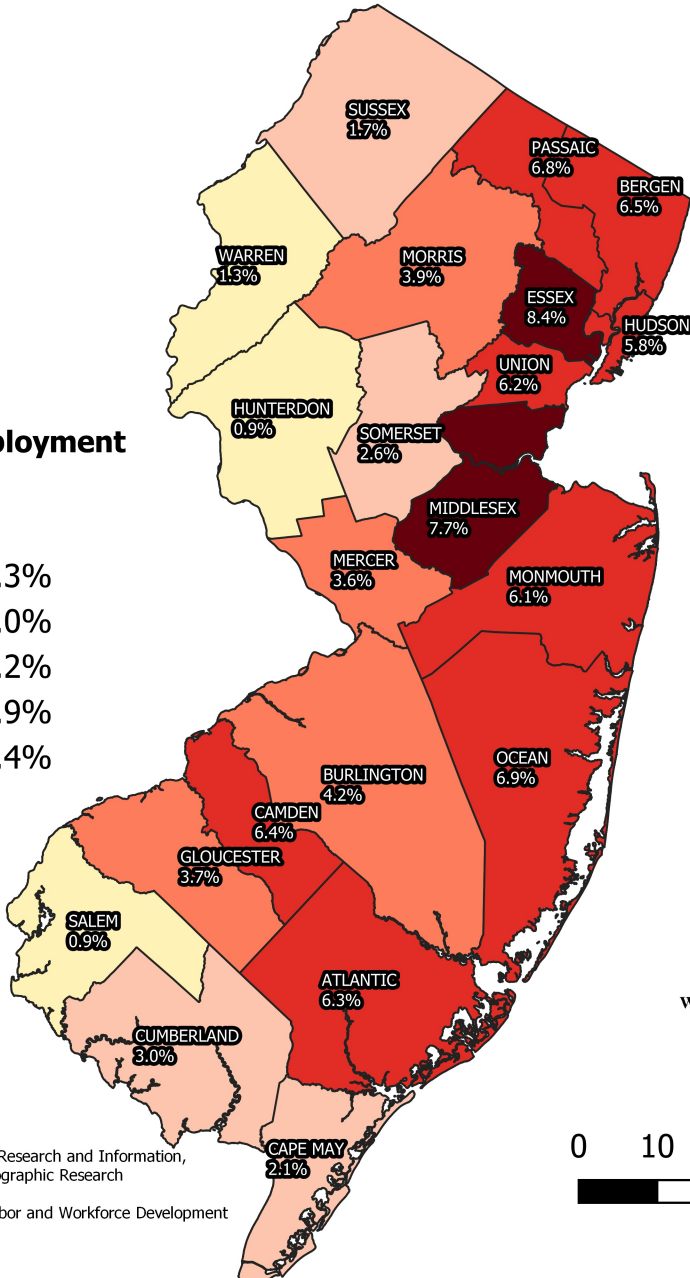 SUSSEX
1.7%
PASSAIC
6.8%
BERGEN
6.5%
WARREN
1.3%
MORRIS
3.9%
ESSEX
8.4%
HUDSON
5.8%
UNION
6.2%
HUNTERDON
0.9%
SOMERSET
2.6%
ployment
MIDDLESEX
7.7%
MERCER
3.6%
MONMOUTH
6.1%
.3%
.0%
.2%
.9%
.4%
OCEAN
6.9%
BURLINGTON
4.2%
CAMDEN
6.4%
GLOUCESTER
3.7%
SALEM
0.9%
ATLANTIC
6.3%
W
CUMBERLAND
3.0%
CAPE MAY
2.1%
Research and Information,
ographic Research
bor and Workforce Development
0 10